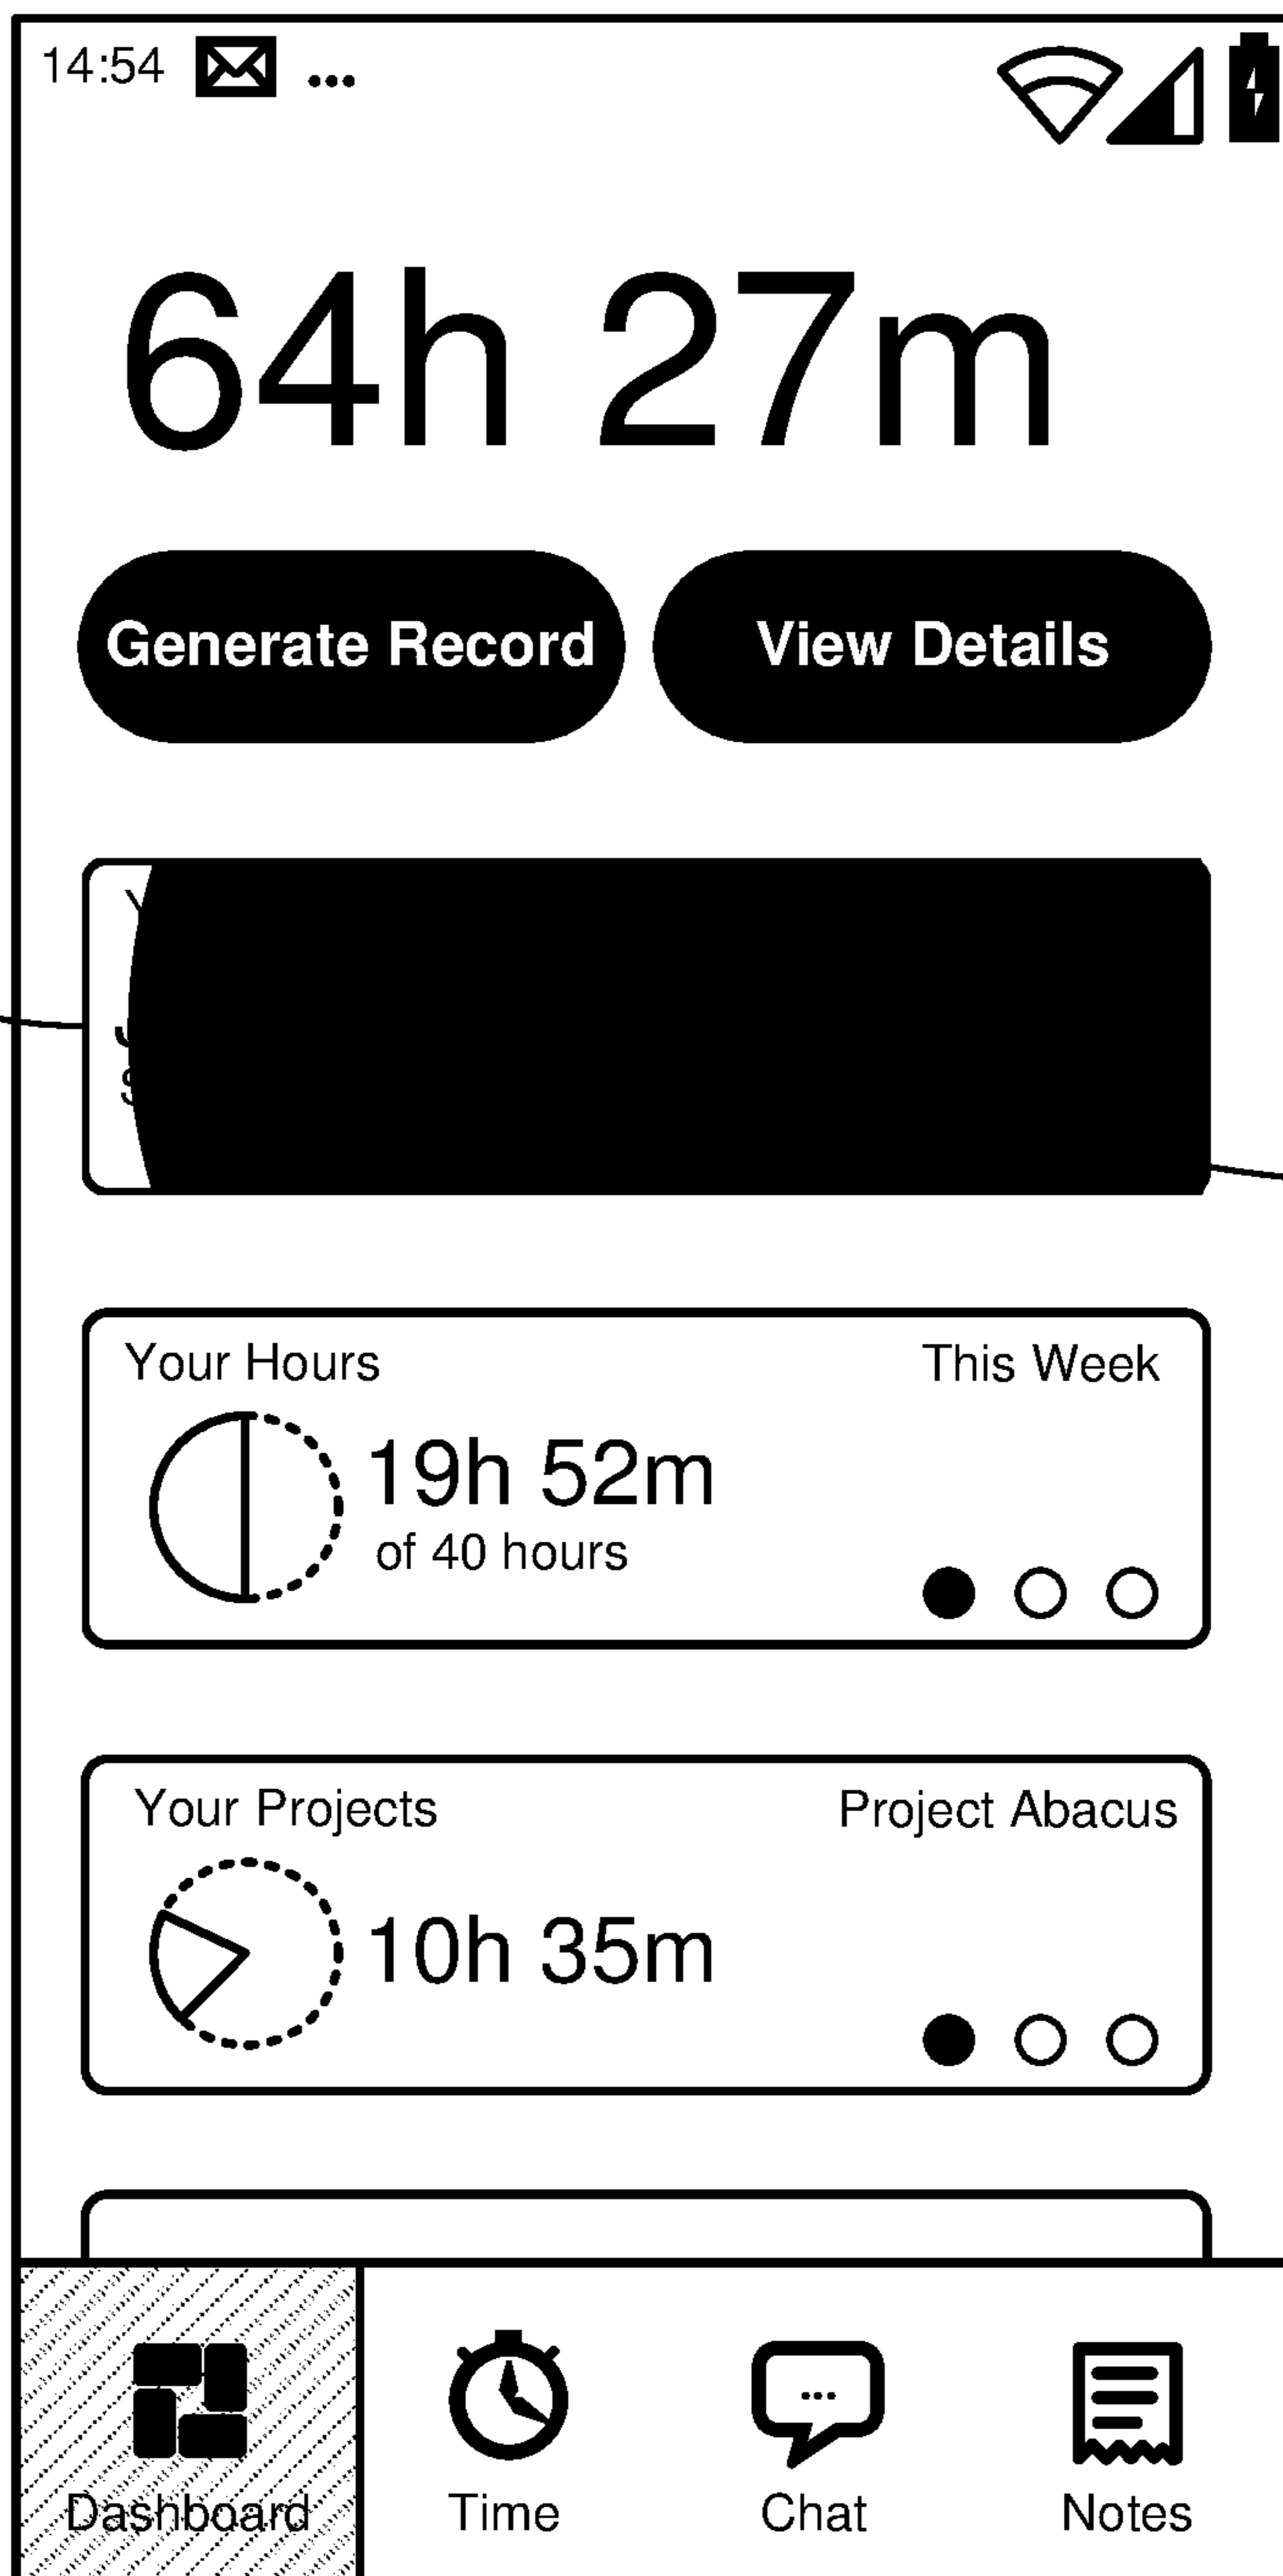 14:54
64h 27m
Generate Record
View Details
Your Hours
This Week
19h 52m
of 40 hours
Your Projects
Project Abacus
10h 35m
Dashboard
Time
Chat
Notes